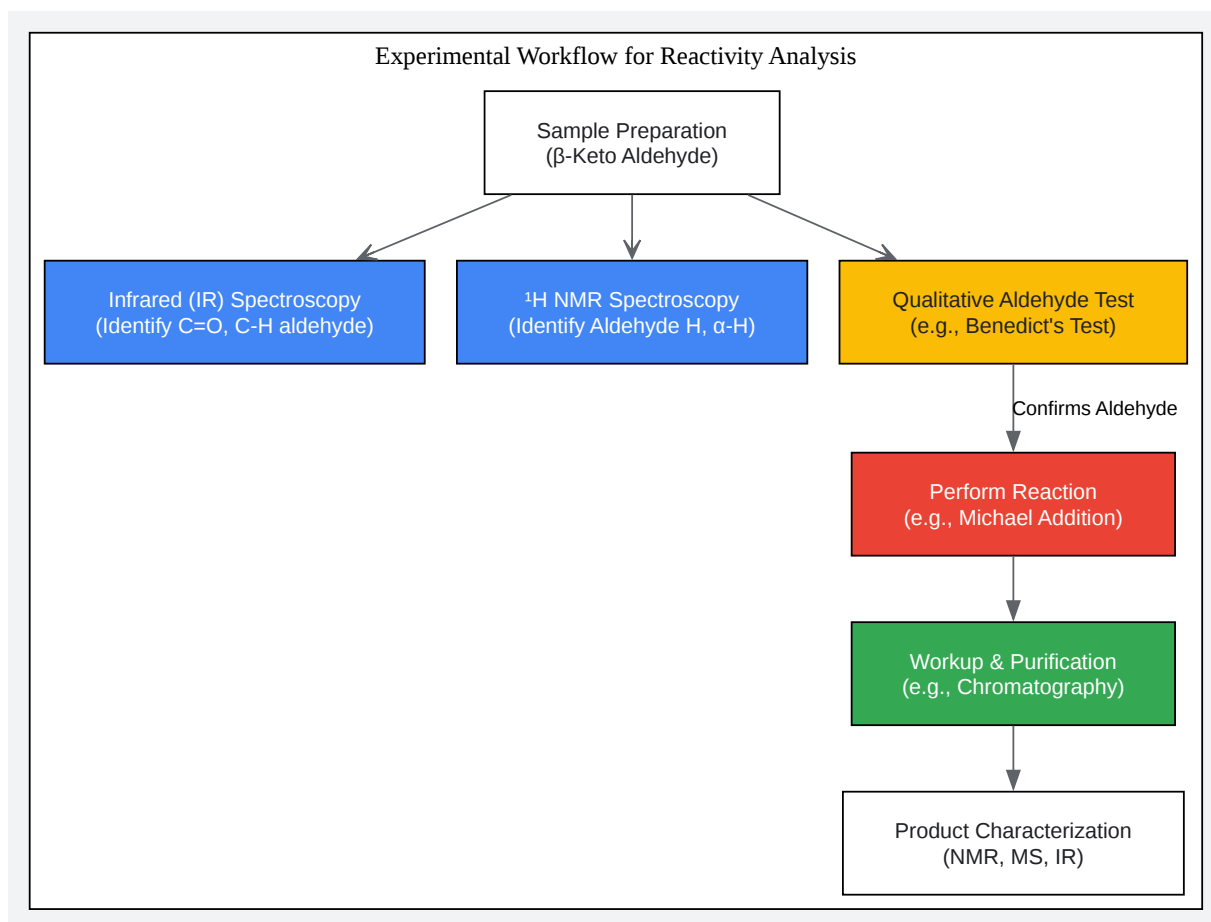 Experimental Workflow for Reactivity Analysis
Sample Preparation
(β-Keto Aldehyde)
Infrared (IR) Spectroscopy
(Identify C=O, C-H aldehyde)
¹H NMR Spectroscopy
(Identify Aldehyde H, α-H)
Qualitative Aldehyde Test
(e.g., Benedict's Test)
Confirms Aldehyde
Perform Reaction
(e.g., Michael Addition)
Workup & Purification
(e.g., Chromatography)
Product Characterization
(NMR, MS, IR)